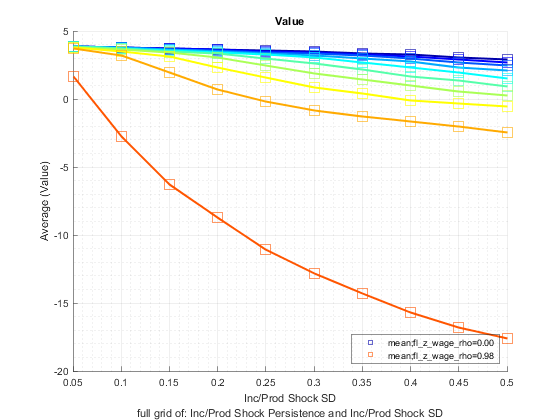 Value
5
0
-5
-10
-15
-20
Average (Value)
0.05 0.1 0.15 0.2 0.25 0.3 0.35 0.4 0.45 0.5
mean;fl_z_wage_rho=0.00
mean;fl_z_wage_rho=0.98
Inc/Prod Shock SD
full grid of: Inc/Prod Shock Persistence and Inc/Prod Shock SD